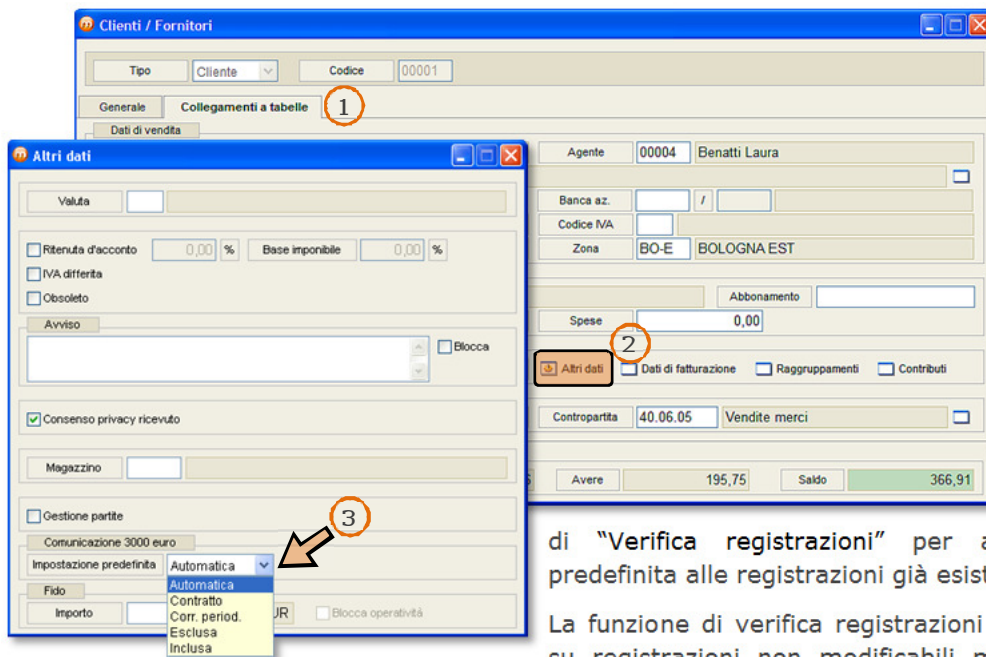 Clienti / Fornitori
Tipo Cliente Codice 00001
Generale Collegamenti a tabelle 1
Dati di vendita
Agente 00004 Benatti Laura
Banca az. /
Codice IVA
Zona BO-E BOLOGNA EST
Abbonamento
Spese 0,00
2
Altri dati Dati di fatturazione Raggruppamenti Contributi
Contropartita 40.06.05 Vendite merci
Avere 195,75 Saldo 366,91
Altri dati
Valuta
Ritenuta d'acconto 0,00 % Base imponibile 0,00 %
IVA differita
Obsoleto
Avviso
Blocca
Consenso privacy ricevuto
Magazzino
Gestione partite
3
Comunicazione 3000 euro
Impostazione predefinita Automatica
Automatica
Contratto
Corr. period.
Esclusa
Inclusa
Fido
Importo UR Blocca operatività
di "Verifica registrazioni" per
predefinita alle registrazioni già
La funzione di verifica registrazioni
su registrazioni non modificabili